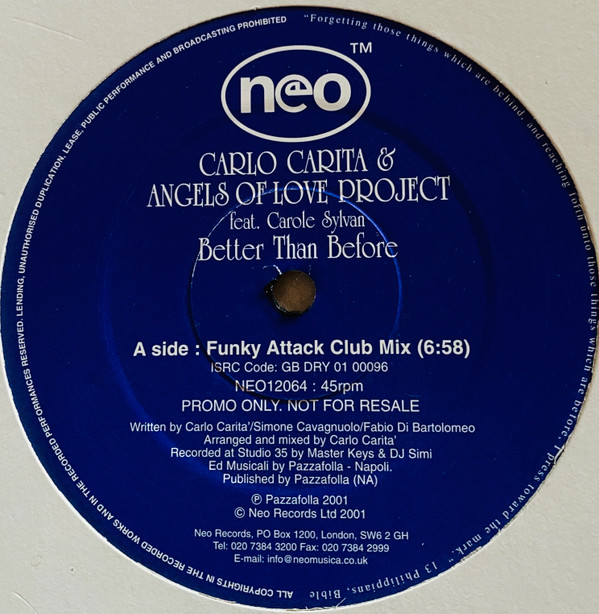 ALL COPYRIGHTS IN THE RECORDED WORKS AND IN THE RECORDED PERFORMANCES RESERVED. LENDING, UNAUTHORISED DUPLICATION, LEASE, PUBLIC PERFORMANCE AND BROADCASTING PROHIBITED
"Forgetting those things which are behind, and reaching forth unto those things which are before, I press toward the mark." 13 Philippians, Bible
neo TM
CARLO CARITA &
ANGELS OF LOVE PROJECT
feat. Carole Sylvan
Better Than Before
A side : Funky Attack Club Mix (6:58)
ISRC Code: GB DRY 01 00096
NEO12064 : 45rpm
PROMO ONLY. NOT FOR RESALE
Written by Carlo Carita'/Simone Cavagnuolo/Fabio Di Bartolomeo
Arranged and mixed by Carlo Carita'
Recorded at Studio 35 by Master Keys & DJ Simi
Ed Musicali by Pazzafolla - Napoli.
Published by Pazzafolla (NA)
℗ Pazzafolla 2001
© Neo Records Ltd 2001
Neo Records, PO Box 1200, London, SW6 2 GH
Tel: 020 7384 3200 Fax: 020 7384 2999
E-mail: info@neomusica.co.uk